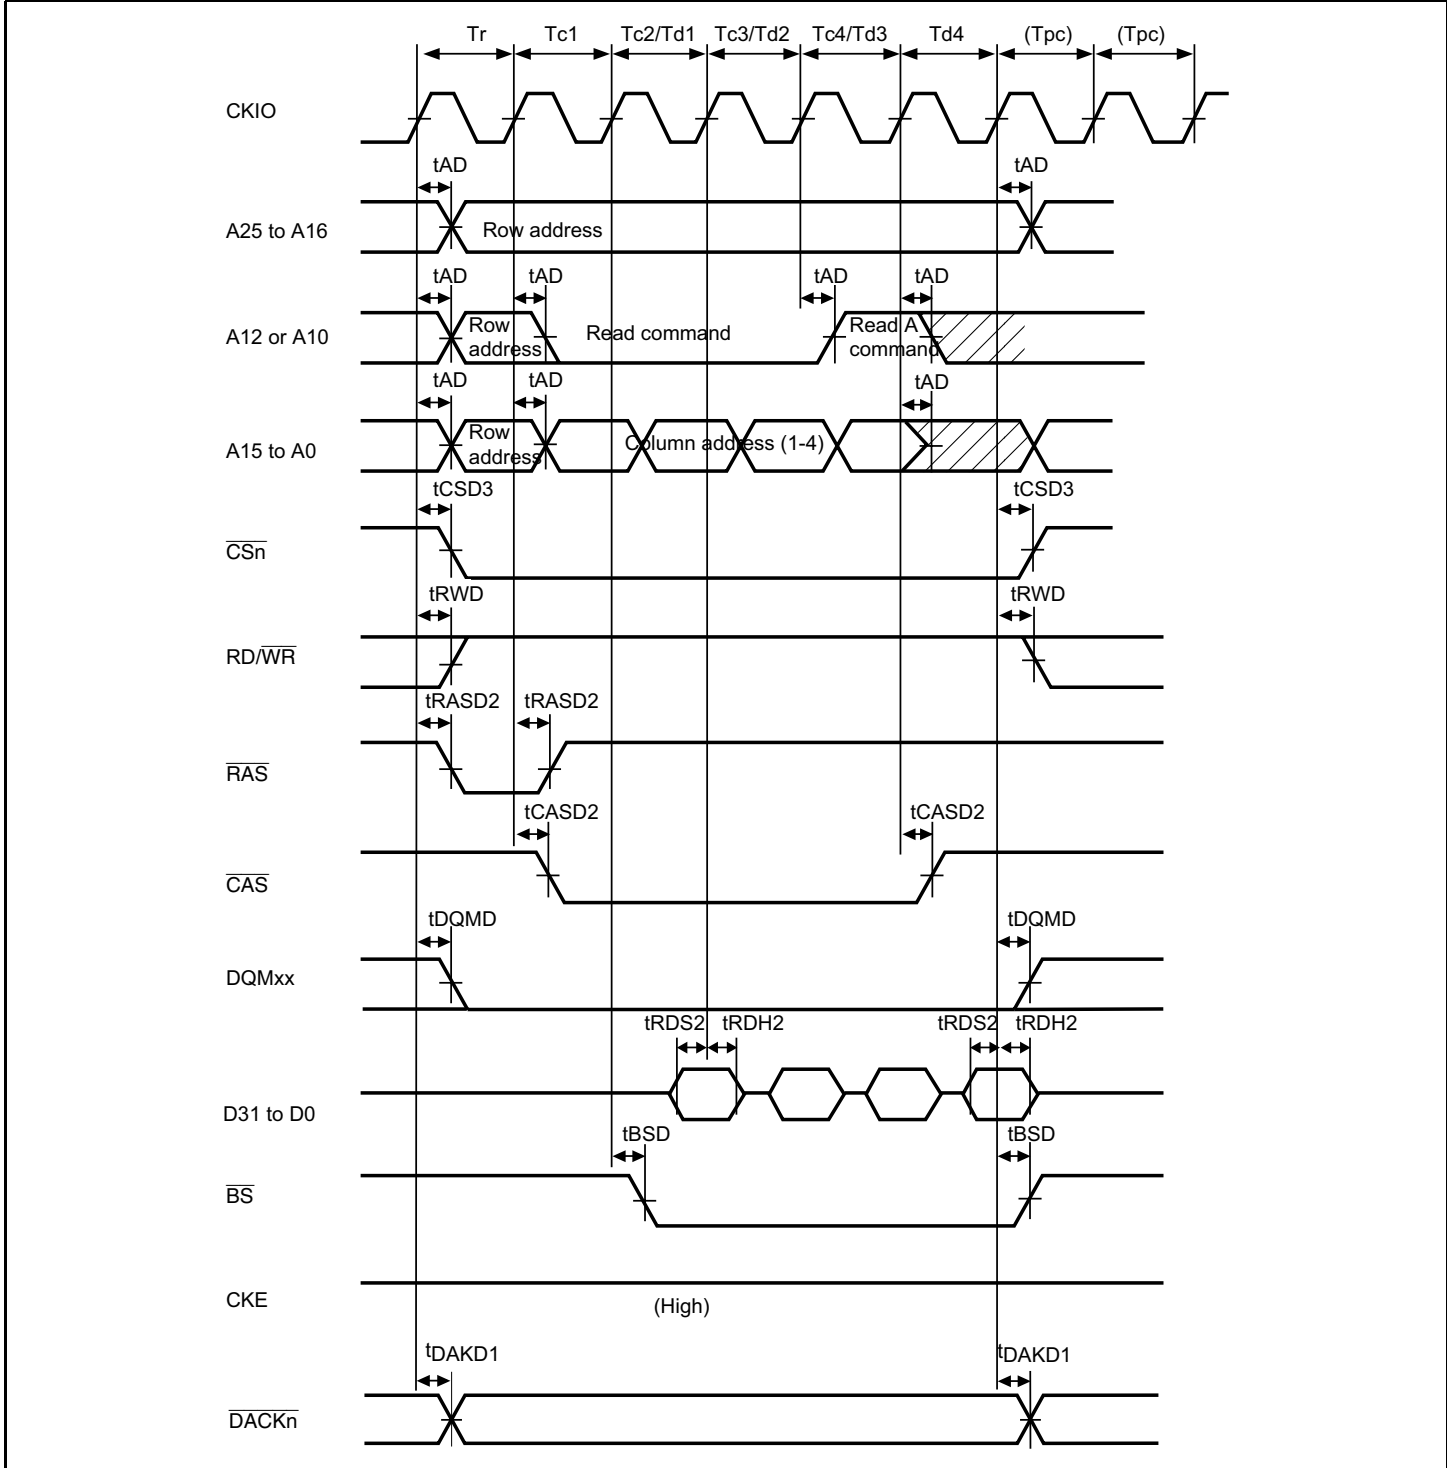 Tr Tc1 Tc2/Td1 Tc3/Td2 Tc4/Td3 Td4 (Tpc) (Tpc)
CKIO
tAD tAD
A25 to A16 Row address
tAD tAD tAD tAD
A12 or A10 Row address Read command Read A command
tAD tAD tAD
A15 to A0 Row address Column address (1-4)
tCSD3 tCSD3
CSn
tRWD tRWD
RD/WR
tRASD2 tRASD2
RAS
tCASD2 tCASD2
CAS
tDQMD tDQMD
DQMxx
tRDS2 tRDH2 tRDS2 tRDH2
D31 to D0
tBSD tBSD
BS
CKE
(High)
tDAKD1 tDAKD1
DACKn